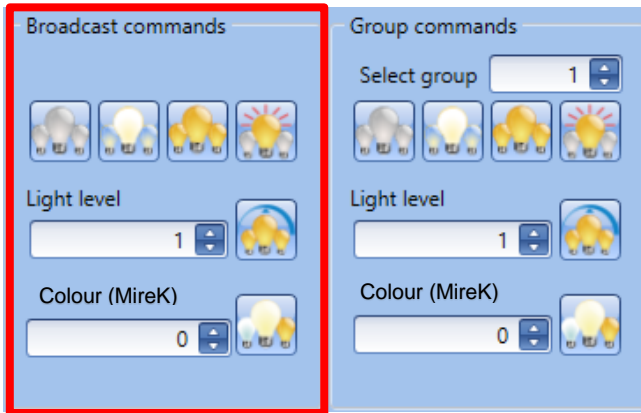 Broadcast commands
Light level
1
Colour (MireK)
0
Group commands
Select group 1
Light level
1
Colour (MireK)
0